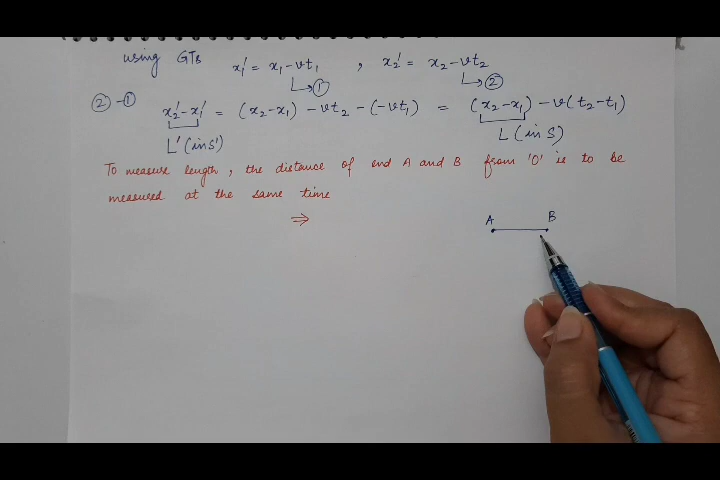 using GTs x₁' = x₁-vt₁ , x₂' = x₂-vt₂
①
②
②-① x₂'-x₁' = (x₂-x₁) -vt₂ -(-vt₁) = (x₂-x₁) -v(t₂-t₁)
L' (in S')
L (in S)
To measure length, the distance of end A and B from 'O' is to be
measured at the same time
⇒
A B